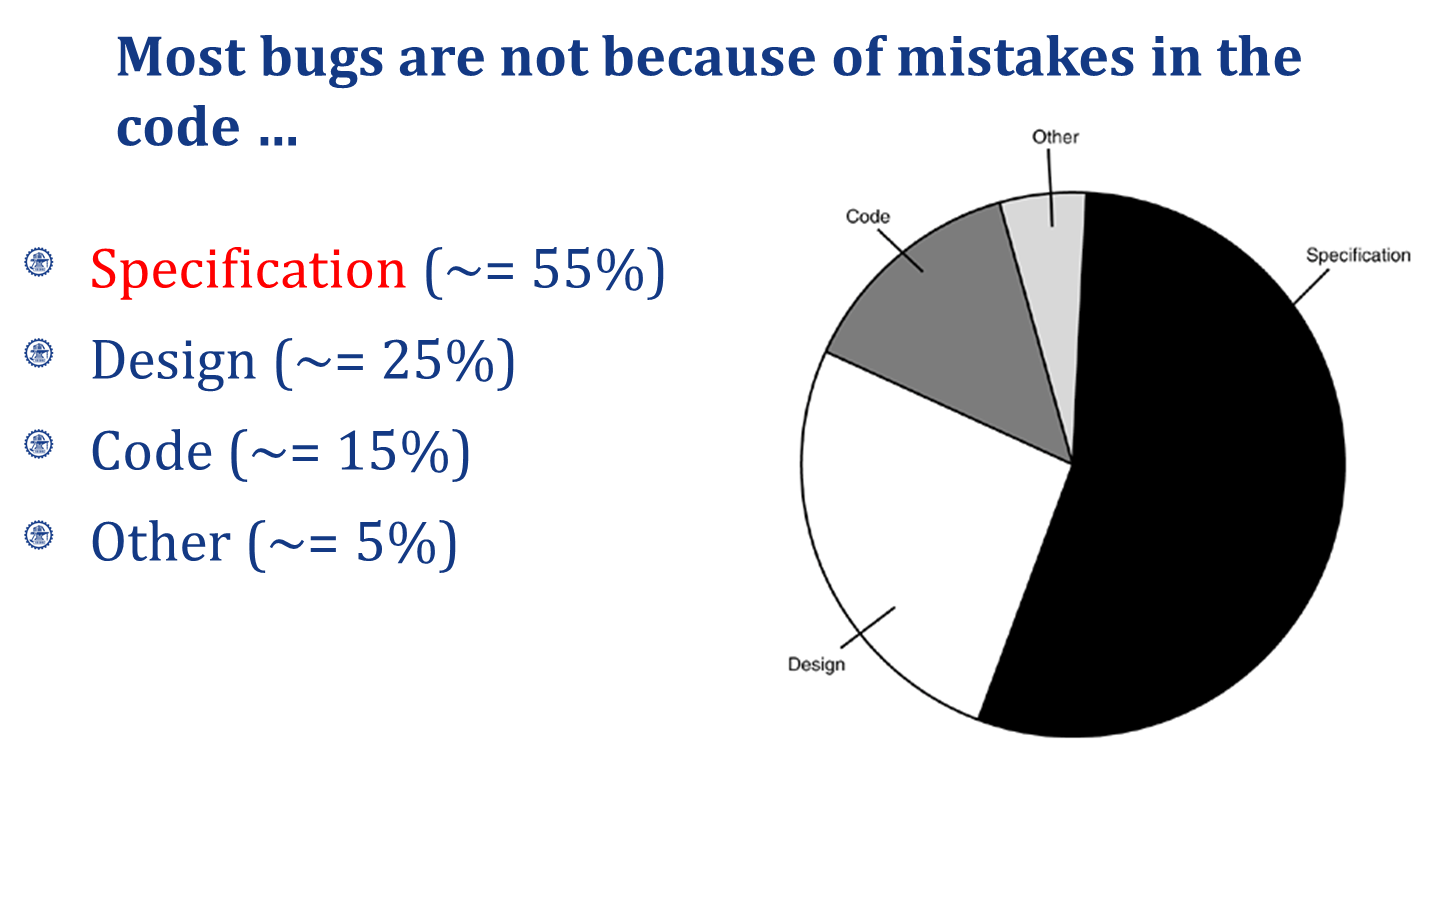 Most bugs are not because of mistakes in the
code ...
Specification (~= 55%)
Design (~= 25%)
Code (~= 15%)
Other (~= 5%)
Other
Code
Specification
Design